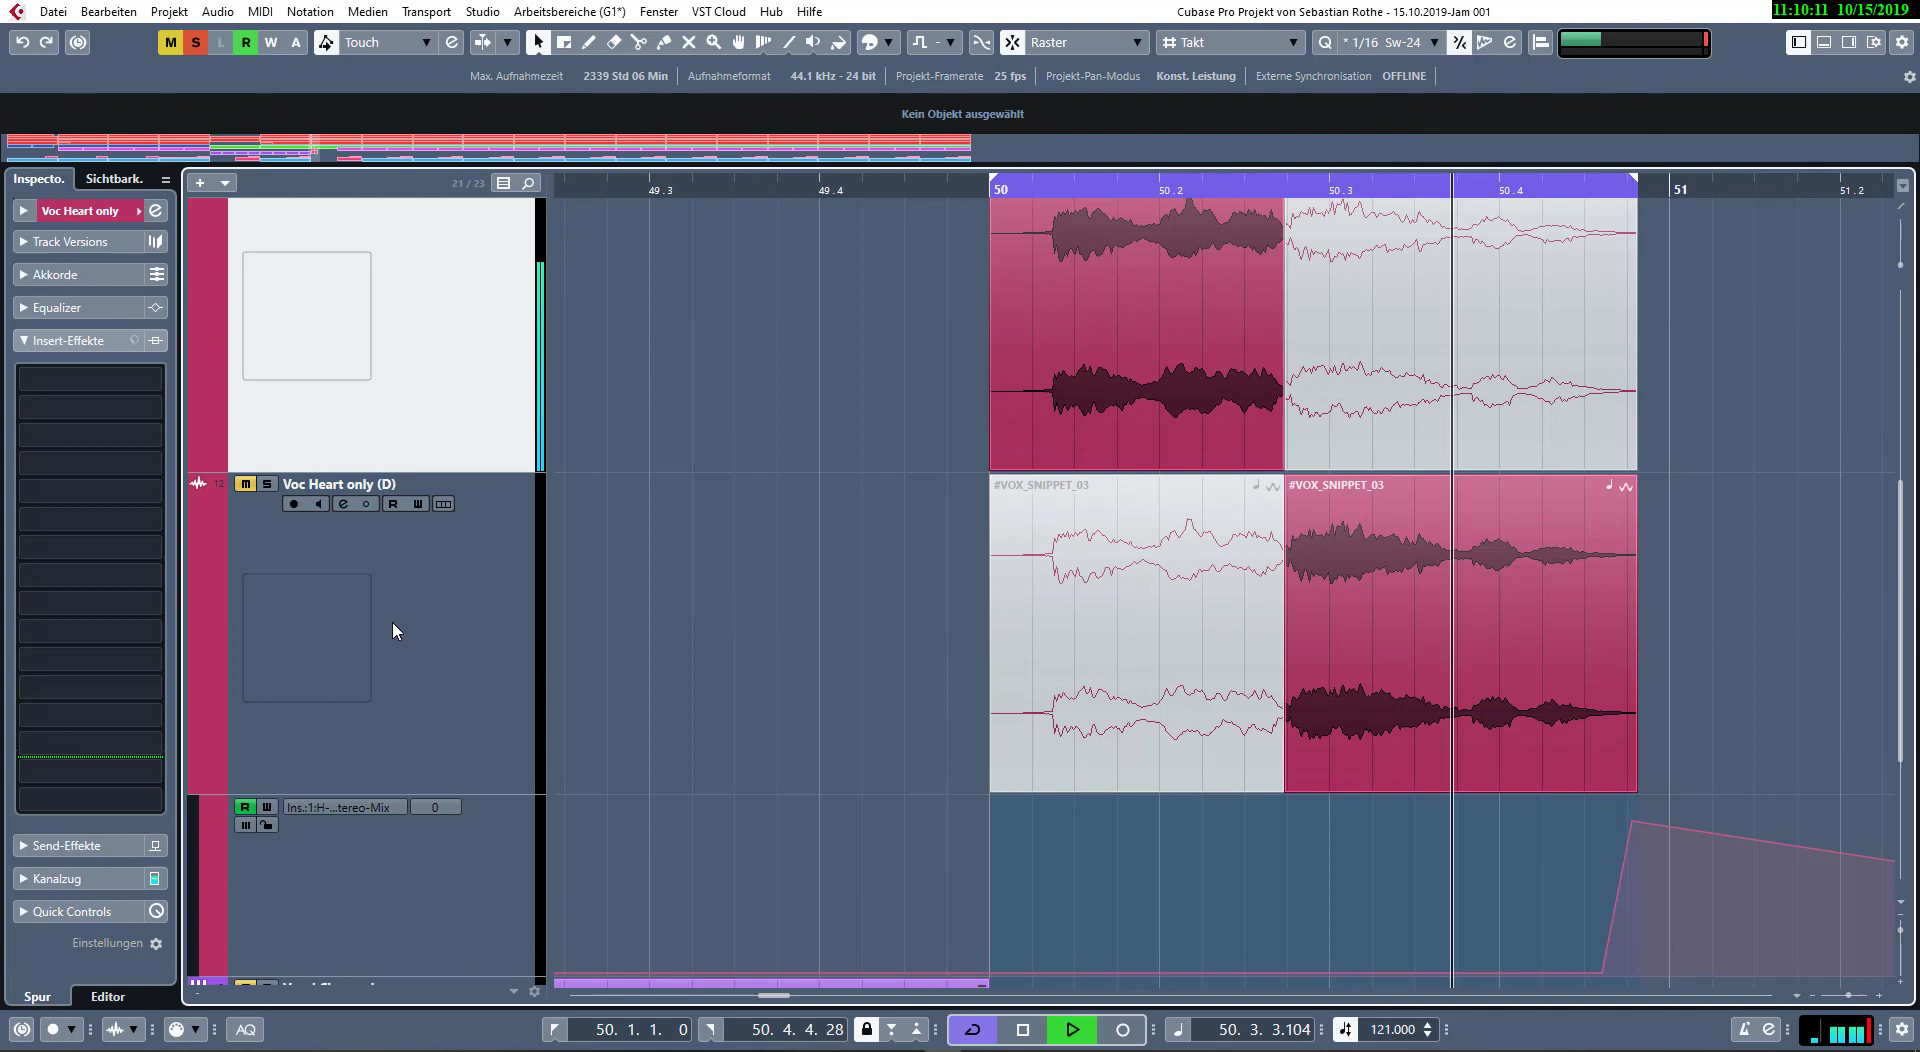 Datei Bearbeiten Projekt Audio MIDI Notation Medien Transport Studio Arbeitsbereiche (G1*) Fenster VST Cloud Hub Hilfe
Cubase Pro Projekt von Sebastian Rothe - 15.10.2019-Jam 001
11:10:11 10/15/2019
M S L R W A Touch Raster Takt * 1/16 Sw-24
Max. Aufnahmezeit 2339 Std 06 Min Aufnahmeformat 44.1 kHz - 24 bit Projekt-Framerate 25 fps Projekt-Pan-Modus Konst. Leistung Externe Synchronisation OFFLINE
Kein Objekt ausgewählt
Inspecto. Sichtbark.
21 / 23
49.3 49.4 50 50.2 50.3 50.4 51 51.2
Voc Heart only
Track Versions
Akkorde
Equalizer
Insert-Effekte
12 m S Voc Heart only (D)
R W
#VOX_SNIPPET_03 #VOX_SNIPPET_03
R W Ins.:1:H-...tereo-Mix 0
Send-Effekte
Kanalzug
Quick Controls
Einstellungen
Spur Editor
AQ
50. 1. 1. 0
50. 4. 4. 28
50. 3. 3.104
121.000